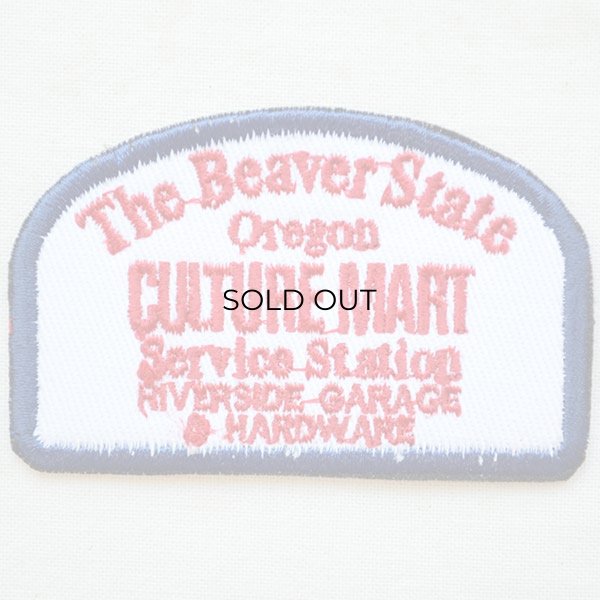 The Beaver State
Oregon
CULTURE MART
SOLD OUT
Service Station
RIVERSIDE GARAGE
& HARDWARE